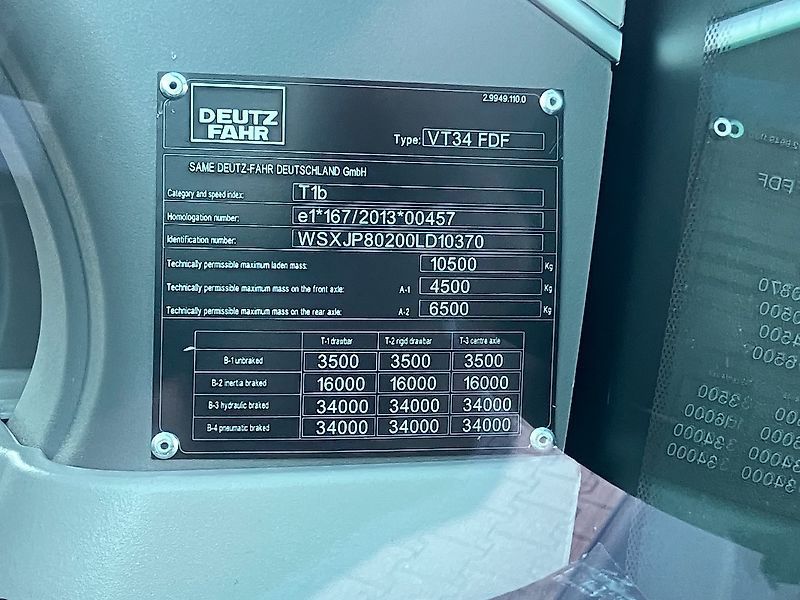 2.9949.110.0
DEUTZ
FAHR
Type: VT34 FDF
SAME DEUTZ-FAHR DEUTSCHLAND GmbH
Category and speed index: T1b
Homologation number: e1*167/2013*00457
Identification number: WSXJP80200LD10370
Technically permissible maximum laden mass: 10500 Kg
Technically permissible maximum mass on the front axle: A-1 4500 Kg
Technically permissible maximum mass on the rear axle: A-2 6500 Kg
T-1 drawbar T-2 rigid drawbar T-3 centre axle
B-1 unbraked 3500 3500 3500
B-2 inertia braked 16000 16000 16000
B-3 hydraulic braked 34000 34000 34000
B-4 pneumatic braked 34000 34000 34000